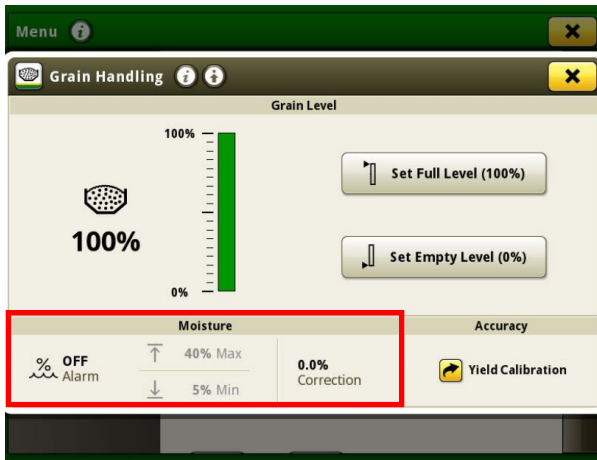 Menu
Grain Handling
Grain Level
100%
100%
0%
Set Full Level (100%)
Set Empty Level (0%)
Moisture
% OFF
Alarm
40% Max
5% Min
0.0%
Correction
Accuracy
Yield Calibration